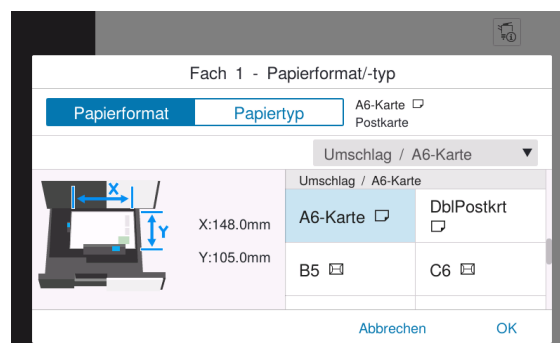 Fach 1 - Papierformat/-typ
Papierformat
Papiertyp
A6-Karte
Postkarte
Umschlag / A6-Karte
Umschlag / A6-Karte
X
Y
X:148.0mm
Y:105.0mm
A6-Karte
DblPostkrt
B5
C6
Abbrechen
OK